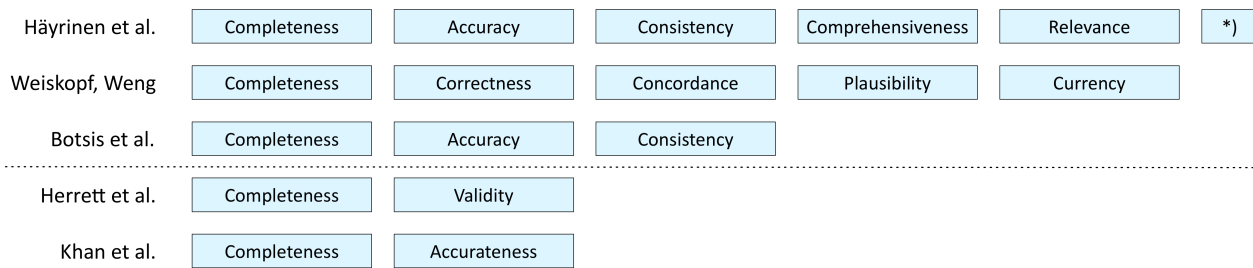 Häyrinen et al. Completeness Accuracy Consistency Comprehensiveness Relevance *)
Weiskopf, Weng Completeness Correctness Concordance Plausibility Currency
Botsis et al. Completeness Accuracy Consistency
Herrett et al. Completeness Validity
Khan et al. Completeness Accurateness